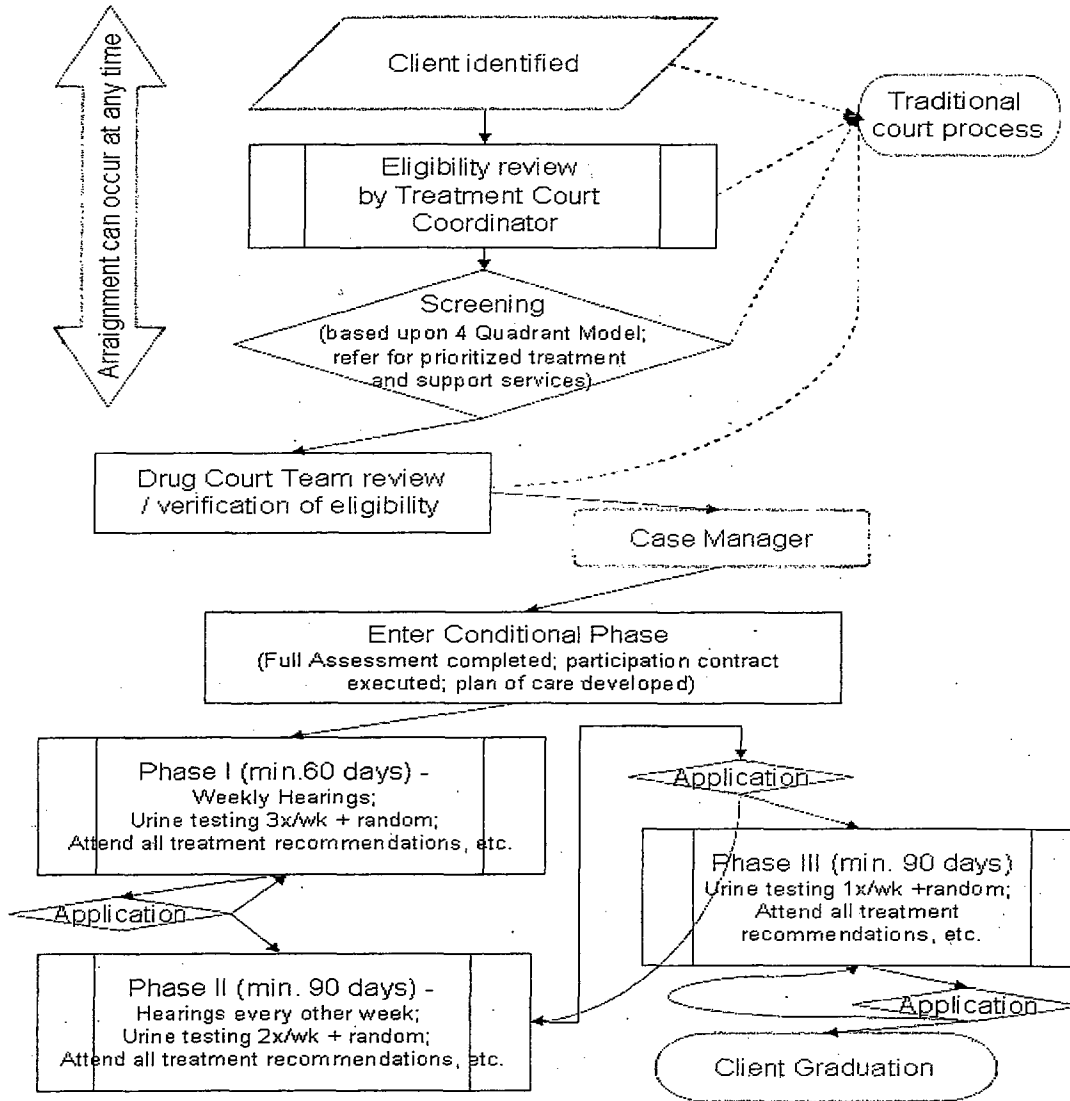 Arraignment can occur at any time
Client identified
Traditional
court process
Eligibility review
by Treatment Court
Coordinator
Screening
(based upon 4 Quadrant Model;
refer for prioritized treatment
and support services)
Drug Court Team review
/ verification of eligibility
Case Manager
Enter Conditional Phase
(Full Assessment completed; participation contract
executed; plan of care developed)
Phase I (min.60 days) -
Weekly Hearings;
Urine testing 3x/wk + random;
Attend all treatment recommendations, etc.
Application
Phase II (min. 90 days) -
Hearings every other week;
Urine testing 2x/wk + random;
Attend all treatment recommendations, etc.
Application
Phase III (min. 90 days)
Urine testing 1x/wk +random;
Attend all treatment
recommendations, etc.
Application
Client Graduation